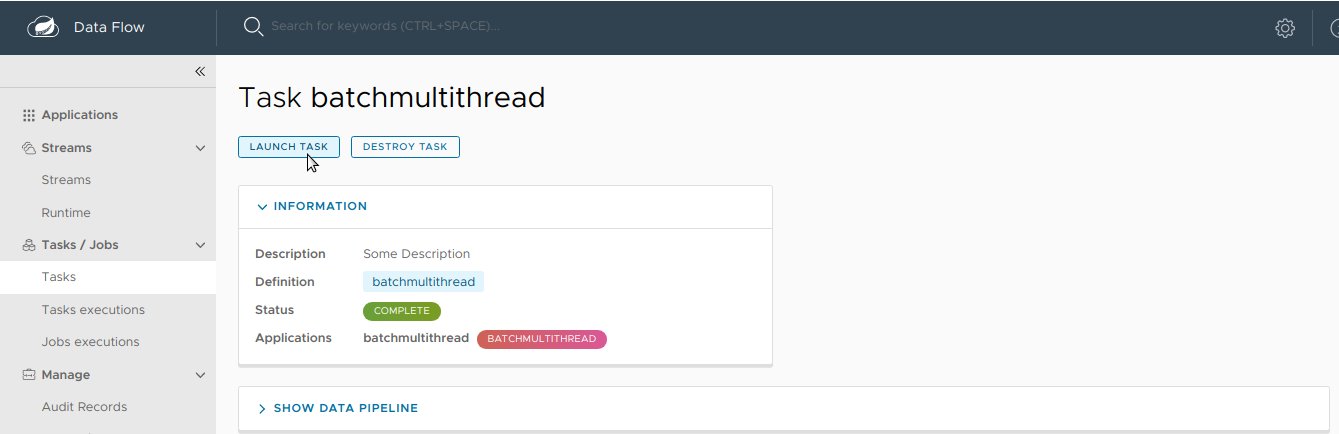 Data Flow
Search for keywords (CTRL+SPACE)...
Applications
Streams
Streams
Runtime
Tasks / Jobs
Tasks
Tasks executions
Jobs executions
Manage
Audit Records
Task batchmultithread
LAUNCH TASK DESTROY TASK
INFORMATION
Description Some Description
Definition batchmultithread
Status COMPLETE
Applications batchmultithread BATCHMULTITHREAD
SHOW DATA PIPELINE